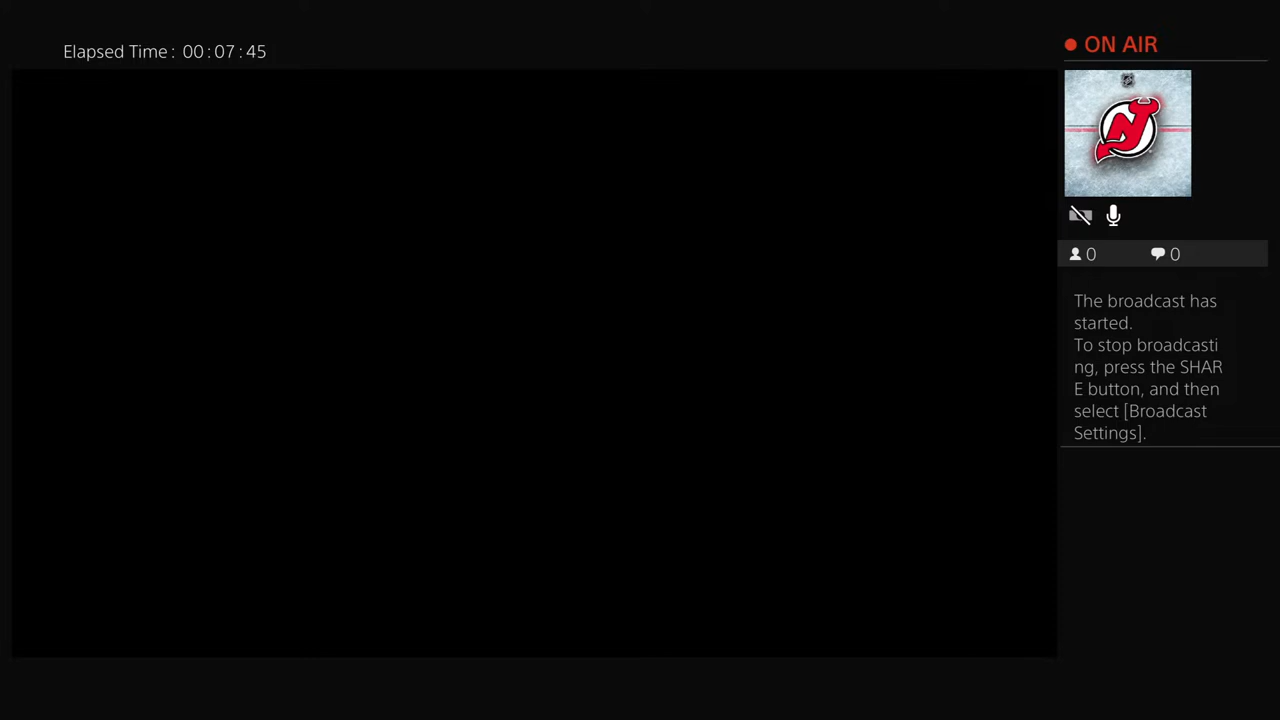 Elapsed Time : 00:07:45
ON AIR
NJ
0 0
The broadcast has
started.
To stop broadcasti
ng, press the SHAR
E button, and then
select [Broadcast
Settings].